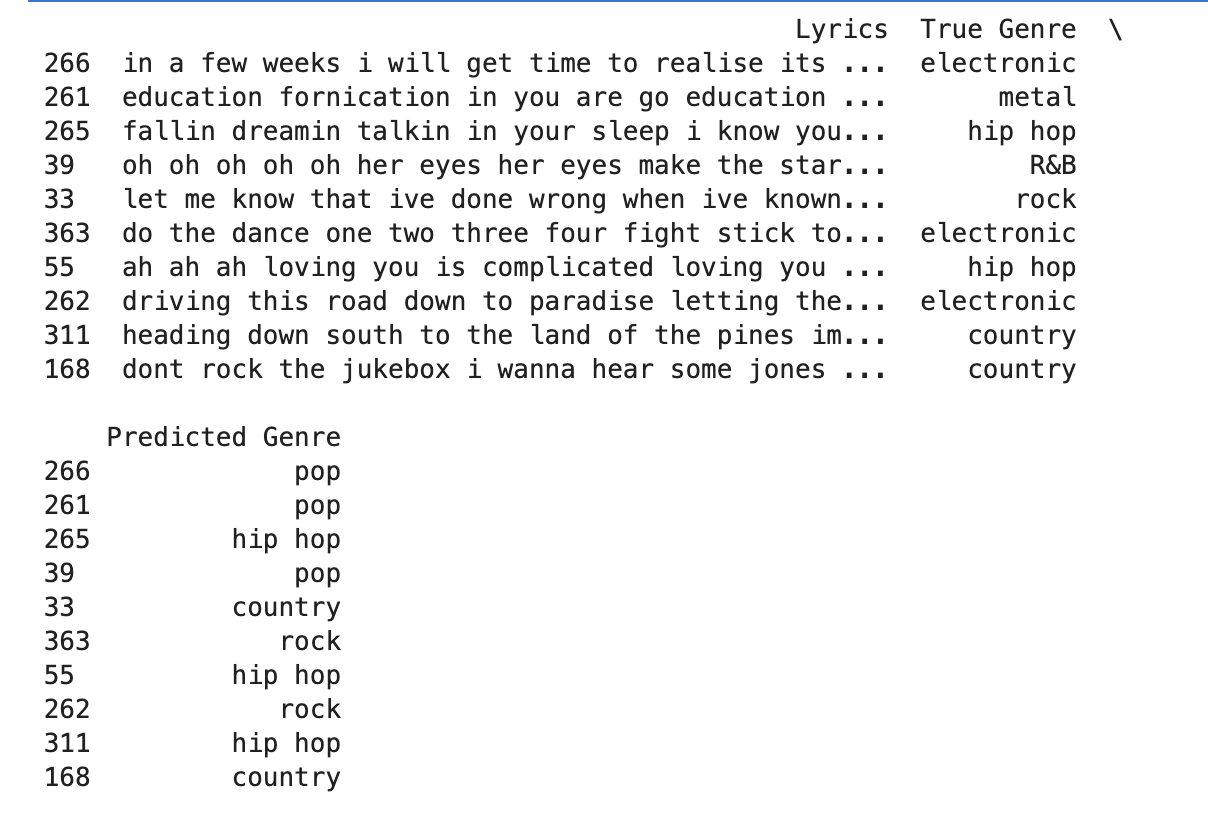 Lyrics True Genre \
266 in a few weeks i will get time to realise its ... electronic
261 education fornication in you are go education ... metal
265 fallin dreamin talkin in your sleep i know you... hip hop
39 oh oh oh oh oh her eyes her eyes make the star... R&B
33 let me know that ive done wrong when ive known... rock
363 do the dance one two three four fight stick to... electronic
55 ah ah ah loving you is complicated loving you ... hip hop
262 driving this road down to paradise letting the... electronic
311 heading down south to the land of the pines im... country
168 dont rock the jukebox i wanna hear some jones ... country
Predicted Genre
266 pop
261 pop
265 hip hop
39 pop
33 country
363 rock
55 hip hop
262 rock
311 hip hop
168 country